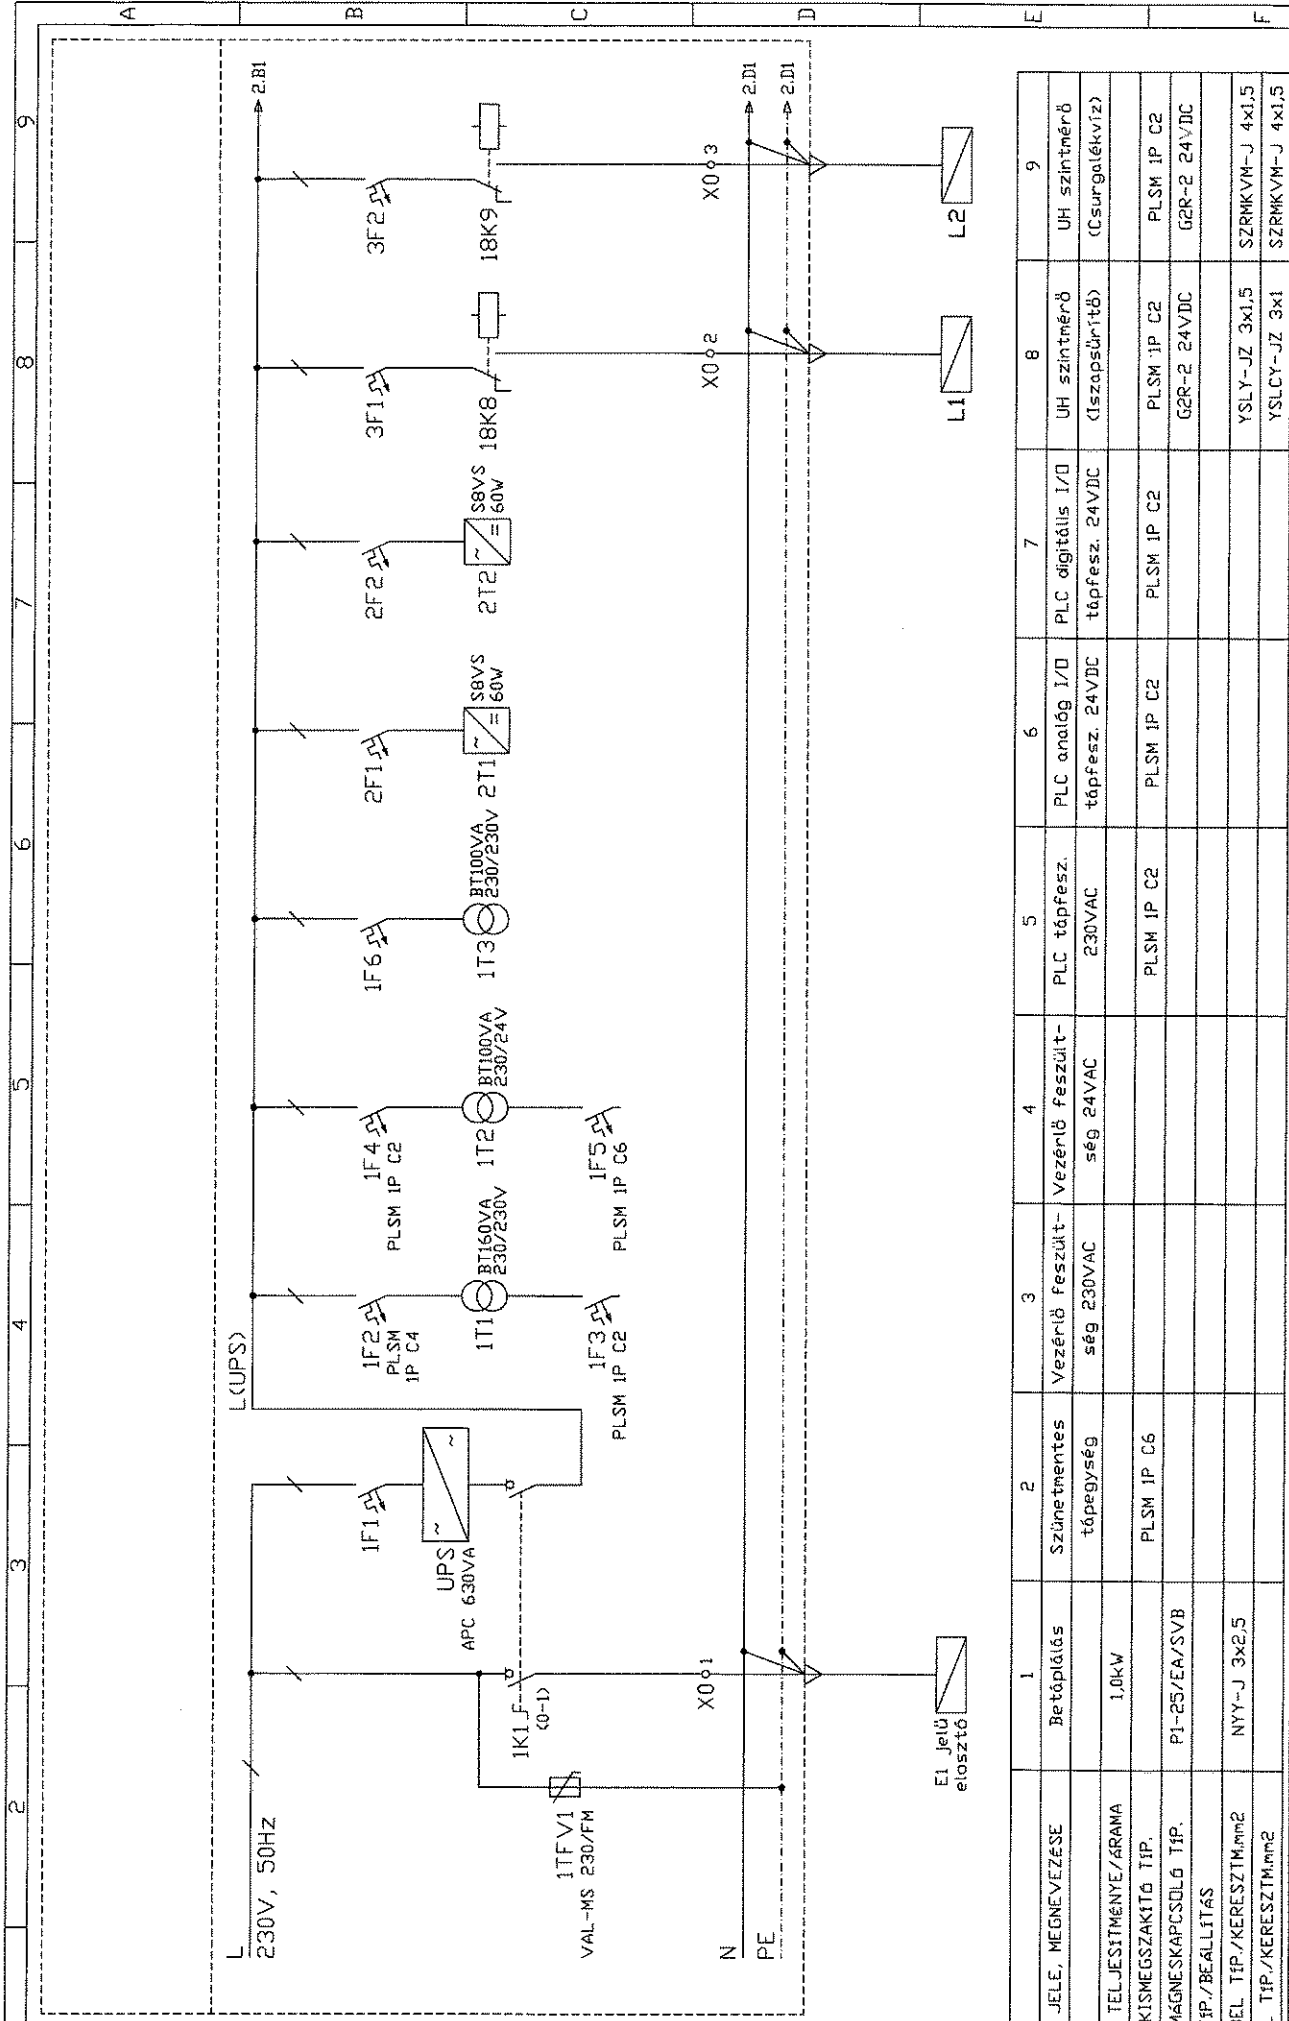 2
3
4
5
6
7
8
9
A
B
C
D
E
F
L
230V, 50HZ
L(UPS)
2.B1
1F1
1F2
PLSM
1P C4
1F4
PLSM 1P C2
1F6
2F1
2F2
3F1
3F2
UPS
APC 630VA
1T1
BT160VA
230/230V
1T2
BT100VA
230/24V
1T3
BT100VA
230/230V
2T1
S8VS
60W
2T2
S8VS
60W
18K8
18K9
1K1_F
(0-1)
1TFV1
VAL-MS 230/FM
1F3
PLSM 1P C2
1F5
PLSM 1P C6
X0 1
X0 2
X0 3
N
2.D1
PE
2.D1
E1 jelű
elosztó
L1
L2
1 2 3 4 5 6 7 8 9
JELE, MEGNEVEZÉSE Betáplálás Szünetmentes Vezérlő feszült- Vezérlő feszült- PLC tápfesz. PLC analóg I/O PLC digitális I/O UH szintmérő UH szintmérő
tápegység ség 230VAC ség 24VAC 230VAC tápfesz. 24VDC tápfesz. 24VDC (Iszapsűrítő) (Csurgalékvíz)
TELJESÍTMÉNYE/ÁRAMA 1,0kW
KISMEGSZAKÍTÓ TÍP. PLSM 1P C6 PLSM 1P C2 PLSM 1P C2 PLSM 1P C2 PLSM 1P C2 PLSM 1P C2
MÁGNESKAPCSOLÓ TÍP. P1-25/EA/SVB G2R-2 24VDC G2R-2 24VDC
ÍP./BEÁLLÍTÁS
BEL TÍP./KERESZTM.mm2 NYY-J 3x2,5 YSLY-JZ 3x1,5 SZRMKVM-J 4x1,5
TÍP./KERESZTM.mm2 YSLCY-JZ 3x1 SZRMKVM-J 4x1,5